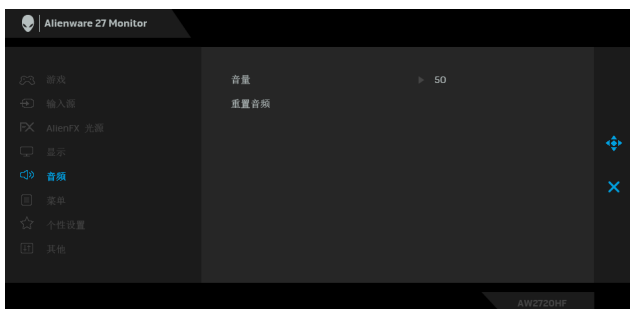 Alienware 27 Monitor
游戏
输入源
AlienFX 光源
显示
音频
菜单
个性设置
其他
音量 50
重置音频
AW2720HF